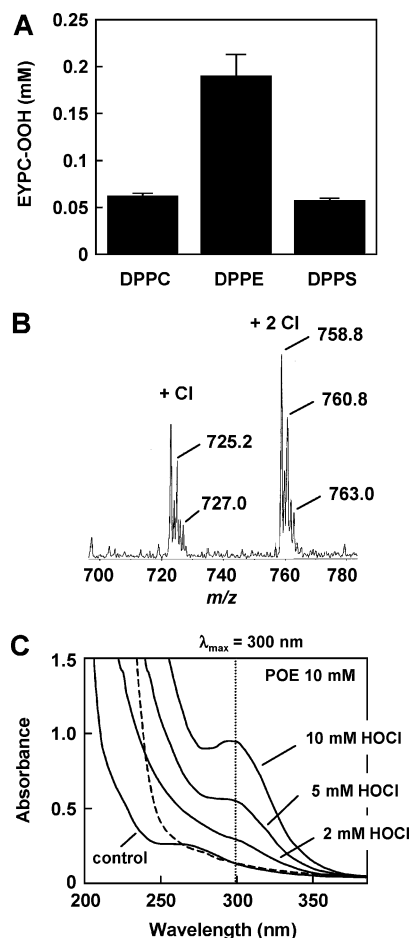 A
EYPC-OOH (mM)
0.25
0.2
0.15
0.1
0.05
0
DPPC DPPE DPPS
B
+ 2 Cl
758.8
+ Cl
760.8
725.2
763.0
727.0
700 720 740 760 780
m/z
C
λmax = 300 nm
1.5
POE 10 mM
1.0
Absorbance
10 mM HOCl
0.5
5 mM HOCl
2 mM HOCl
control
0
200 250 300 350
Wavelength (nm)